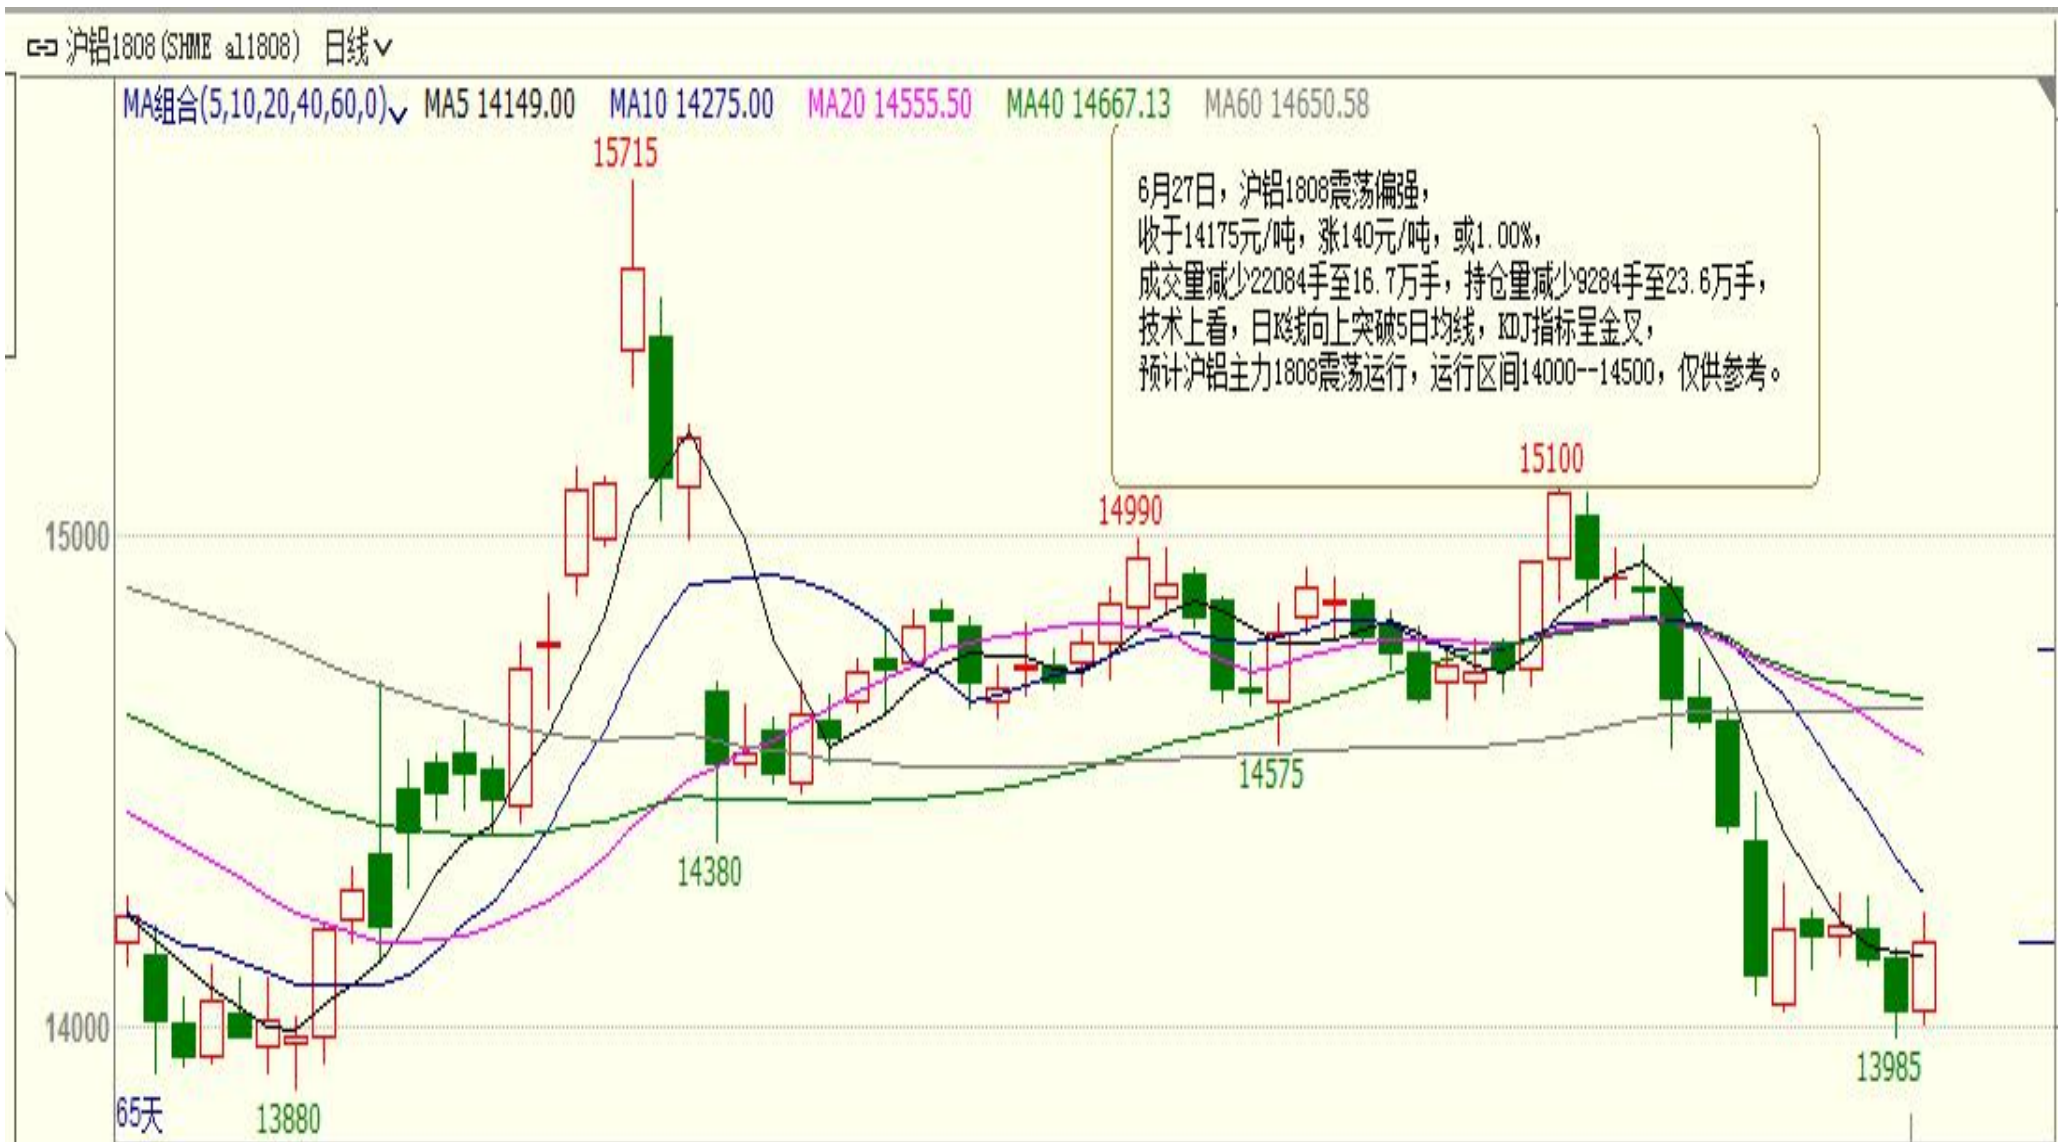 沪铝1808(SHME al1808) 日线
MA组合(5,10,20,40,60,0) MA5 14149.00 MA10 14275.00 MA20 14555.50 MA40 14667.13 MA60 14650.58
15715
6月27日，沪铝1808震荡偏强，
收于14175元/吨，涨140元/吨，或1.00%，
成交量减少22084手至16.7万手，持仓量减少9284手至23.6万手，
技术上看，日K线向上突破5日均线，KDJ指标呈金叉，
预计沪铝主力1808震荡运行，运行区间14000--14500，仅供参考。
15100
14990
15000
14575
14380
14000
13985
65天
13880